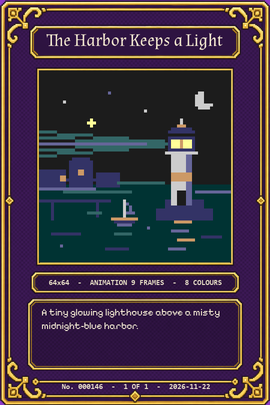 The Harbor Keeps a Light
64x64 - ANIMATION 9 FRAMES - 8 COLOURS
A tiny glowing lighthouse above a misty
midnight-blue harbor.
No. 000146 - 1 OF 1 - 2026-11-22